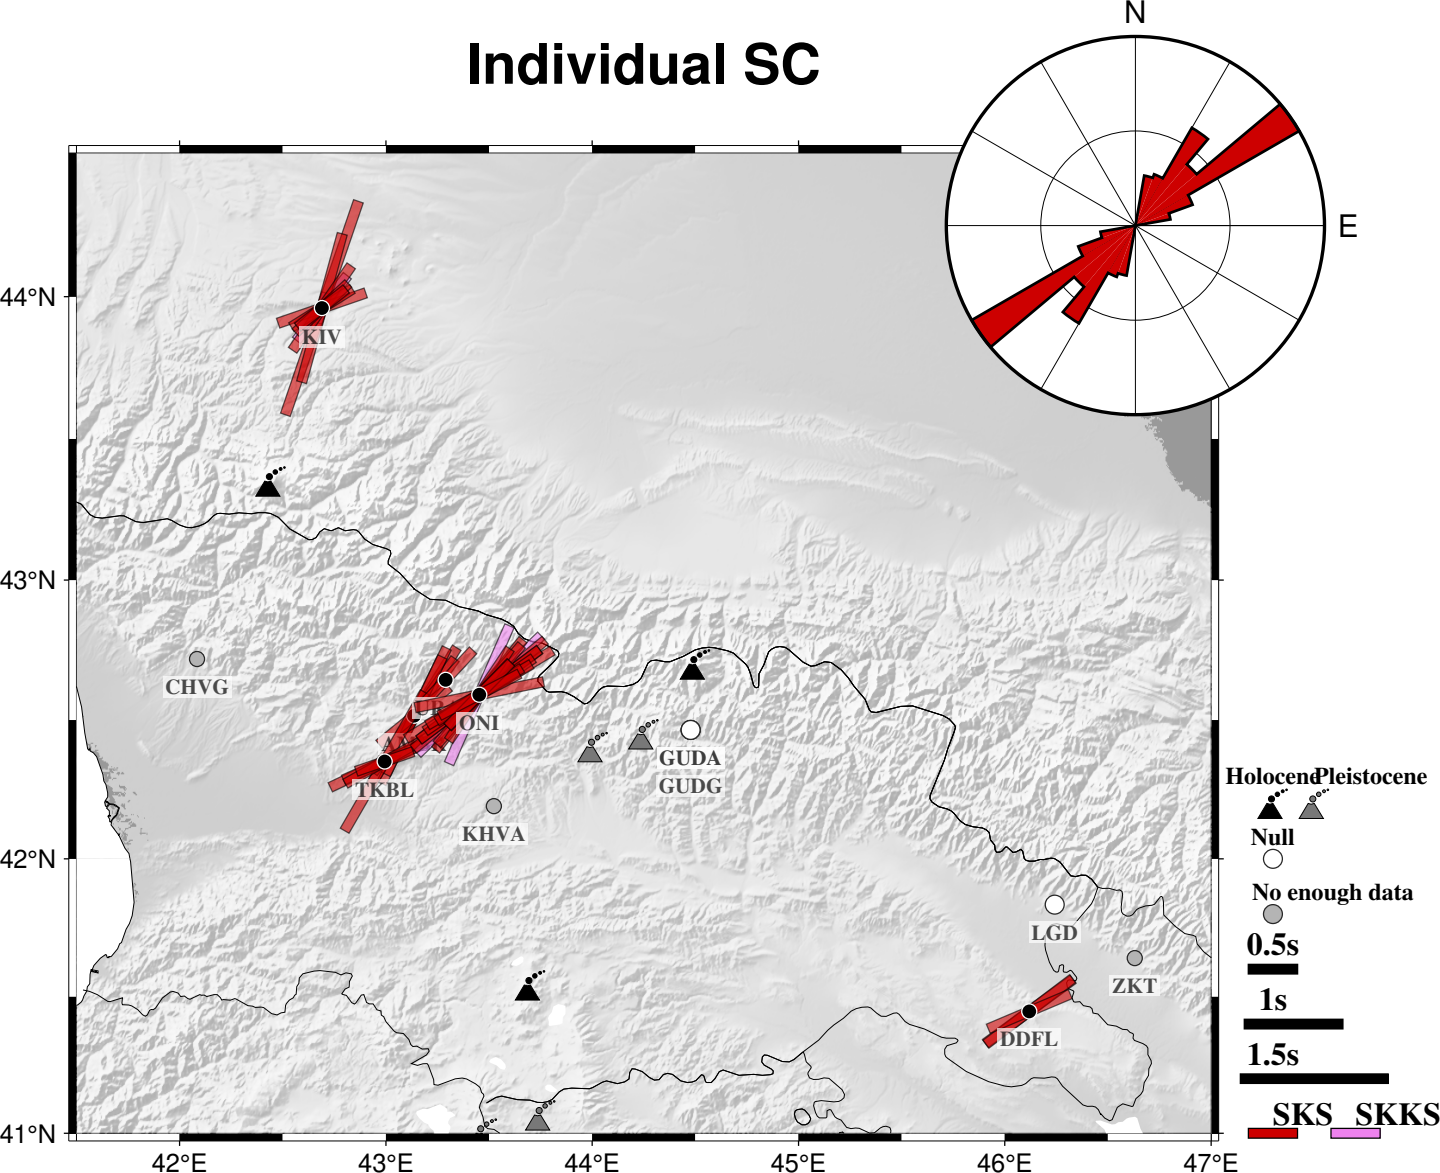 N
Individual SC
E
44°N
KIV
43°N
CHVG
ONI
GUDA
GUDG
TKBL
KHVA
Holocene
Pleistocene
Null
42°N
No enough data
LGD
0.5s
ZKT
1s
DDFL
1.5s
SKS
SKKS
41°N
42°E
43°E
44°E
45°E
46°E
47°E